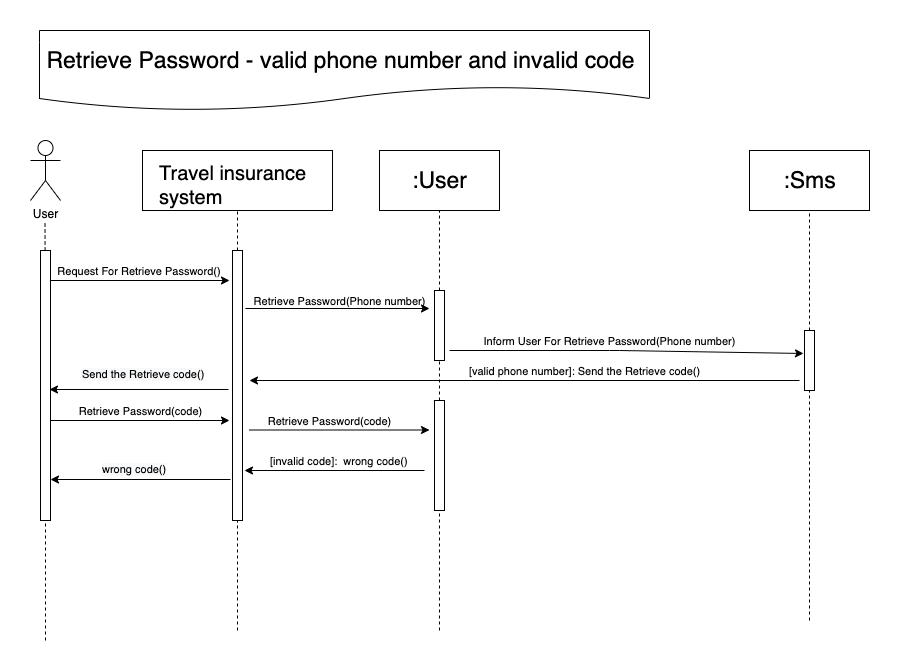 Retrieve Password - valid phone number and invalid code
User
Travel insurance
system
:User
:Sms
Request For Retrieve Password()
Retrieve Password(Phone number)
Inform User For Retrieve Password(Phone number)
[valid phone number]: Send the Retrieve code()
Send the Retrieve code()
Retrieve Password(code)
Retrieve Password(code)
[invalid code]:  wrong code()
wrong code()